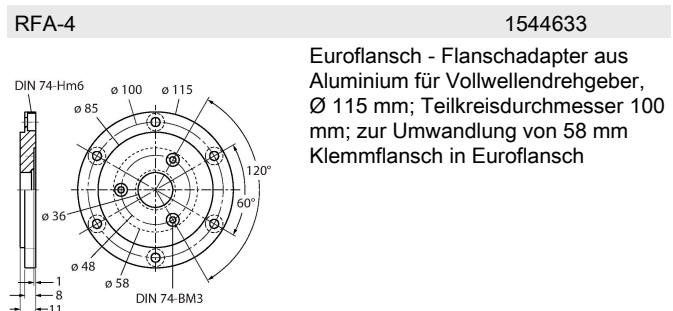 RFA-4 1544633
Euroflansch - Flanschadapter aus
Aluminium für Vollwellendrehgeber,
Ø 115 mm; Teilkreisdurchmesser 100
mm; zur Umwandlung von 58 mm
Klemmflansch in Euroflansch
DIN 74-Hm6
ø 100
ø 115
ø 85
120°
60°
ø 36
ø 48
ø 58
DIN 74-BM3
1
8
11